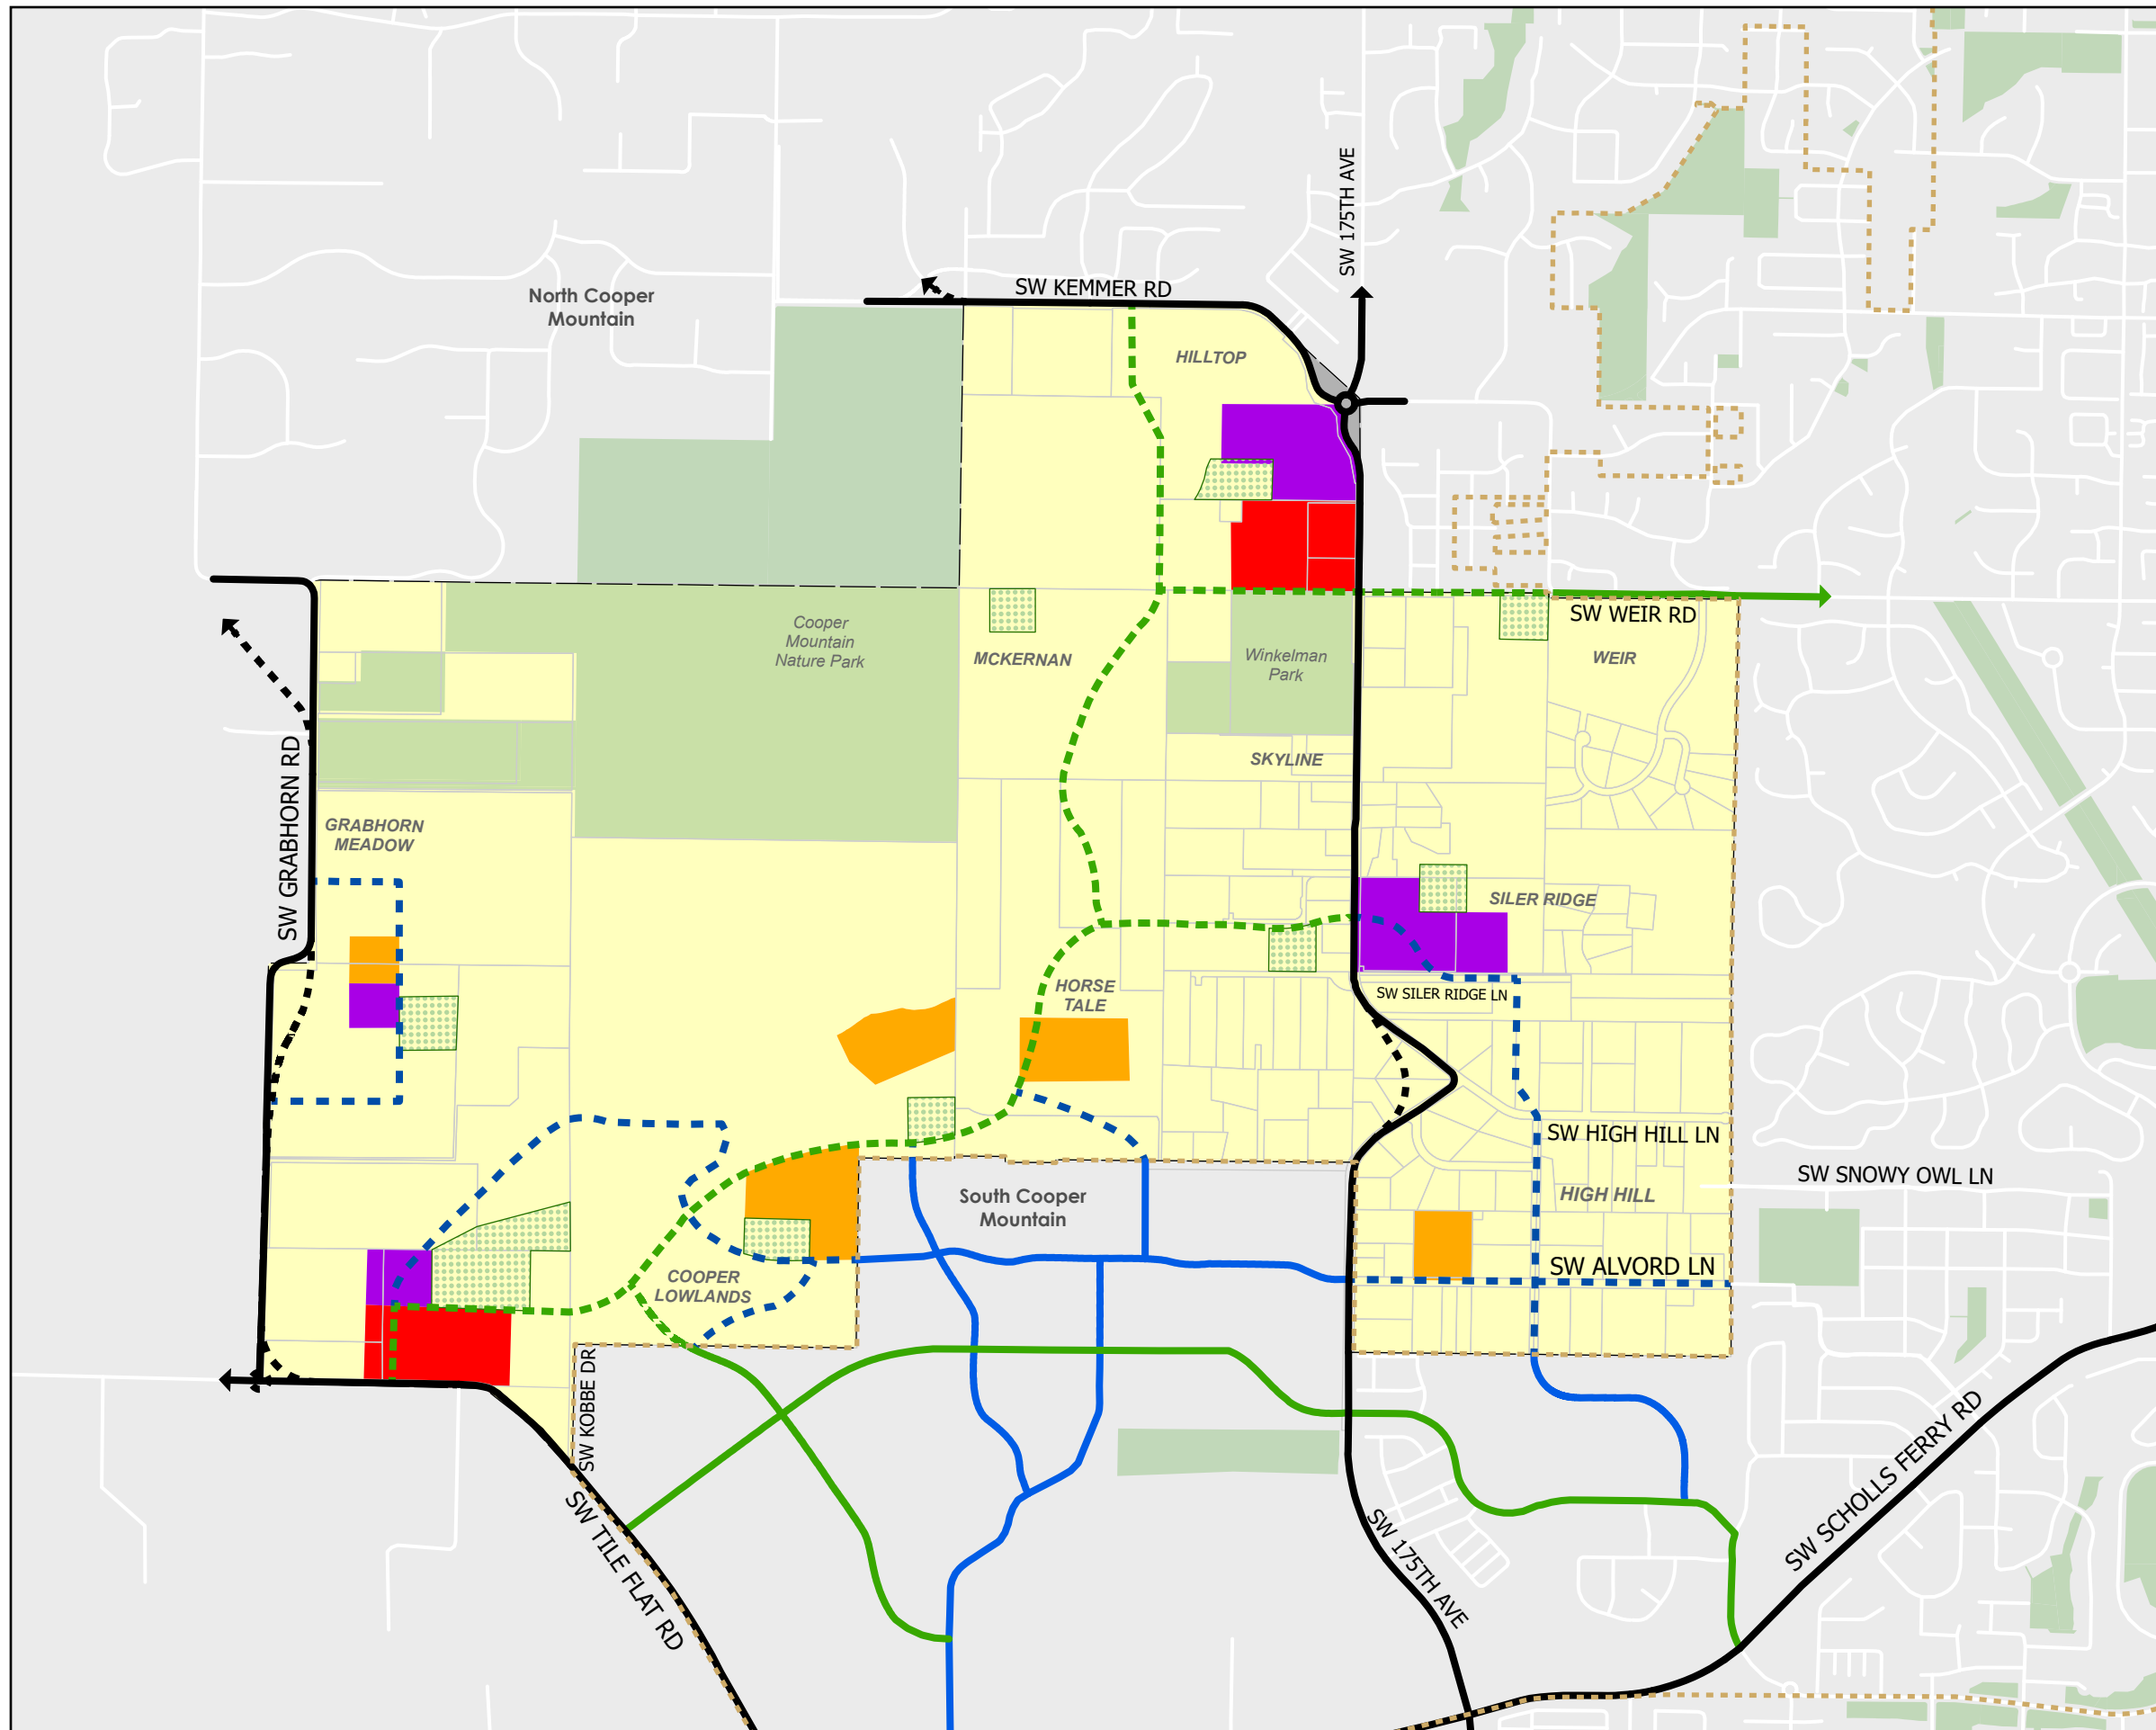 SW 175TH AVE
North Cooper
Mountain
SW KEMMER RD
HILLTOP
SW WEIR RD
Cooper
Mountain
Nature Park
MCKERNAN
Winkelman
Park
WEIR
SW GRABHORN RD
SKYLINE
GRABHORN
MEADOW
SILER RIDGE
HORSE
TALE
SW SILER RIDGE LN
SW HIGH HILL LN
SW SNOWY OWL LN
South Cooper
Mountain
HIGH HILL
COOPER
LOWLANDS
SW ALVORD LN
SW KOBBE DR
SW TILE FLAT RD
SW 175TH AVE
SW SCHOLLS FERRY RD